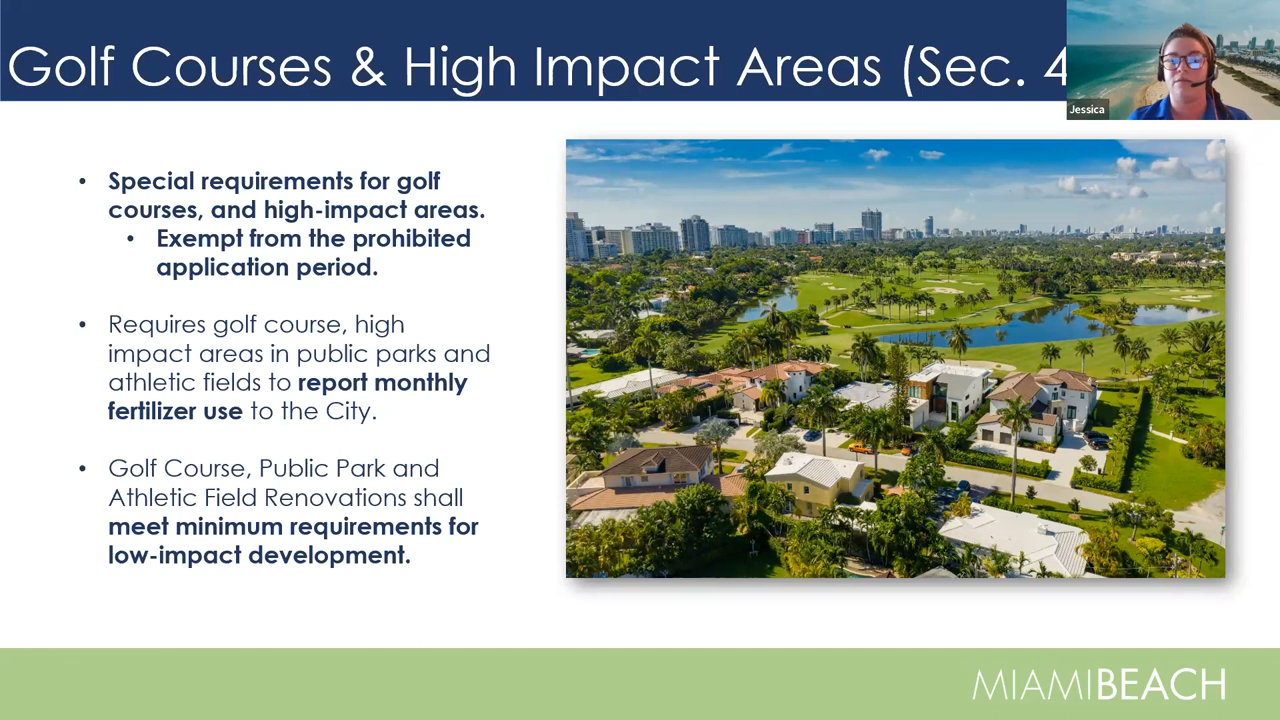 Golf Courses & High Impact Areas (Sec. 4
Jessica
• Special requirements for golf
courses, and high-impact areas.
• Exempt from the prohibited
application period.
• Requires golf course, high
impact areas in public parks and
athletic fields to report monthly
fertilizer use to the City.
• Golf Course, Public Park and
Athletic Field Renovations shall
meet minimum requirements for
low-impact development.
MIAMIBEACH